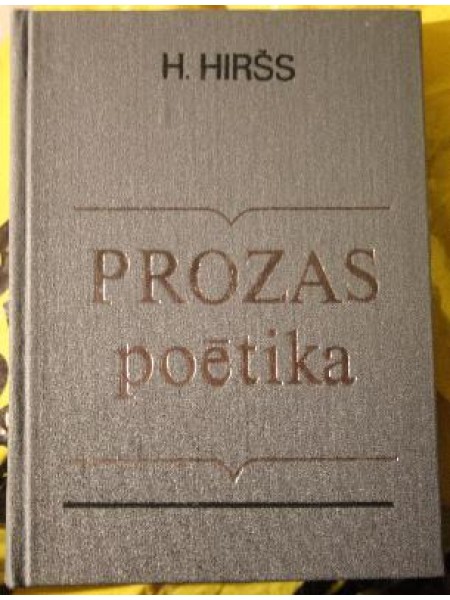 H. HIRŠS
PROZAS
poētika